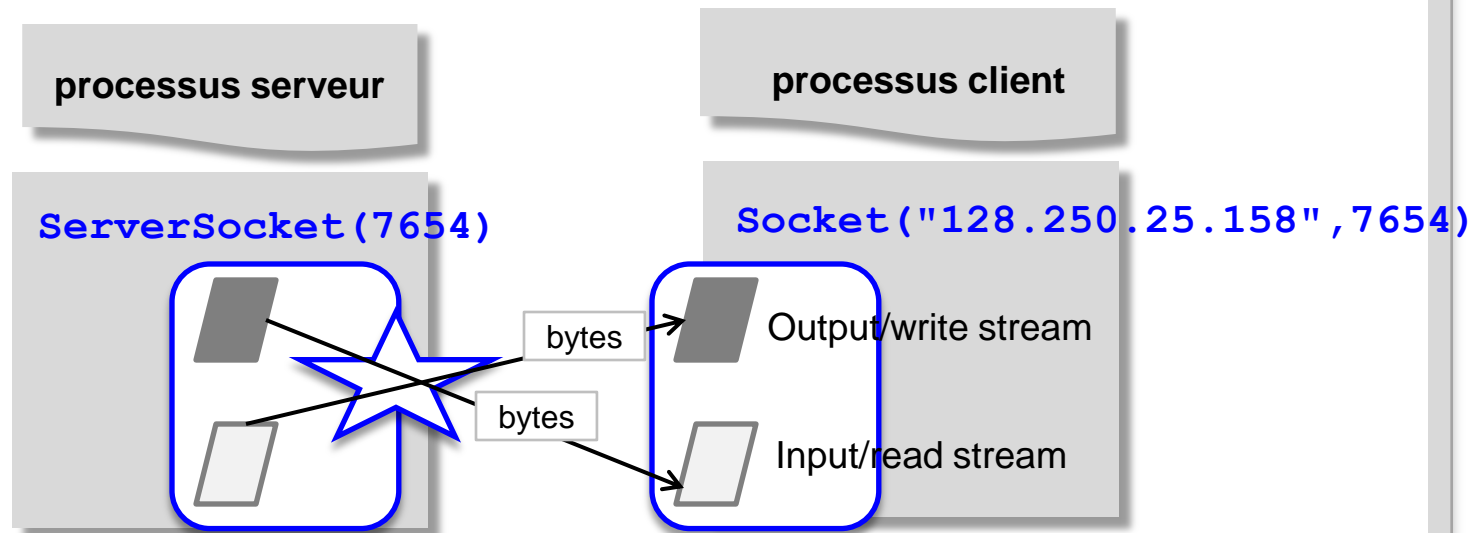 processus serveur
processus client
ServerSocket(7654)
Socket("128.250.25.158",7654)
bytes
Output/write stream
bytes
Input/read stream